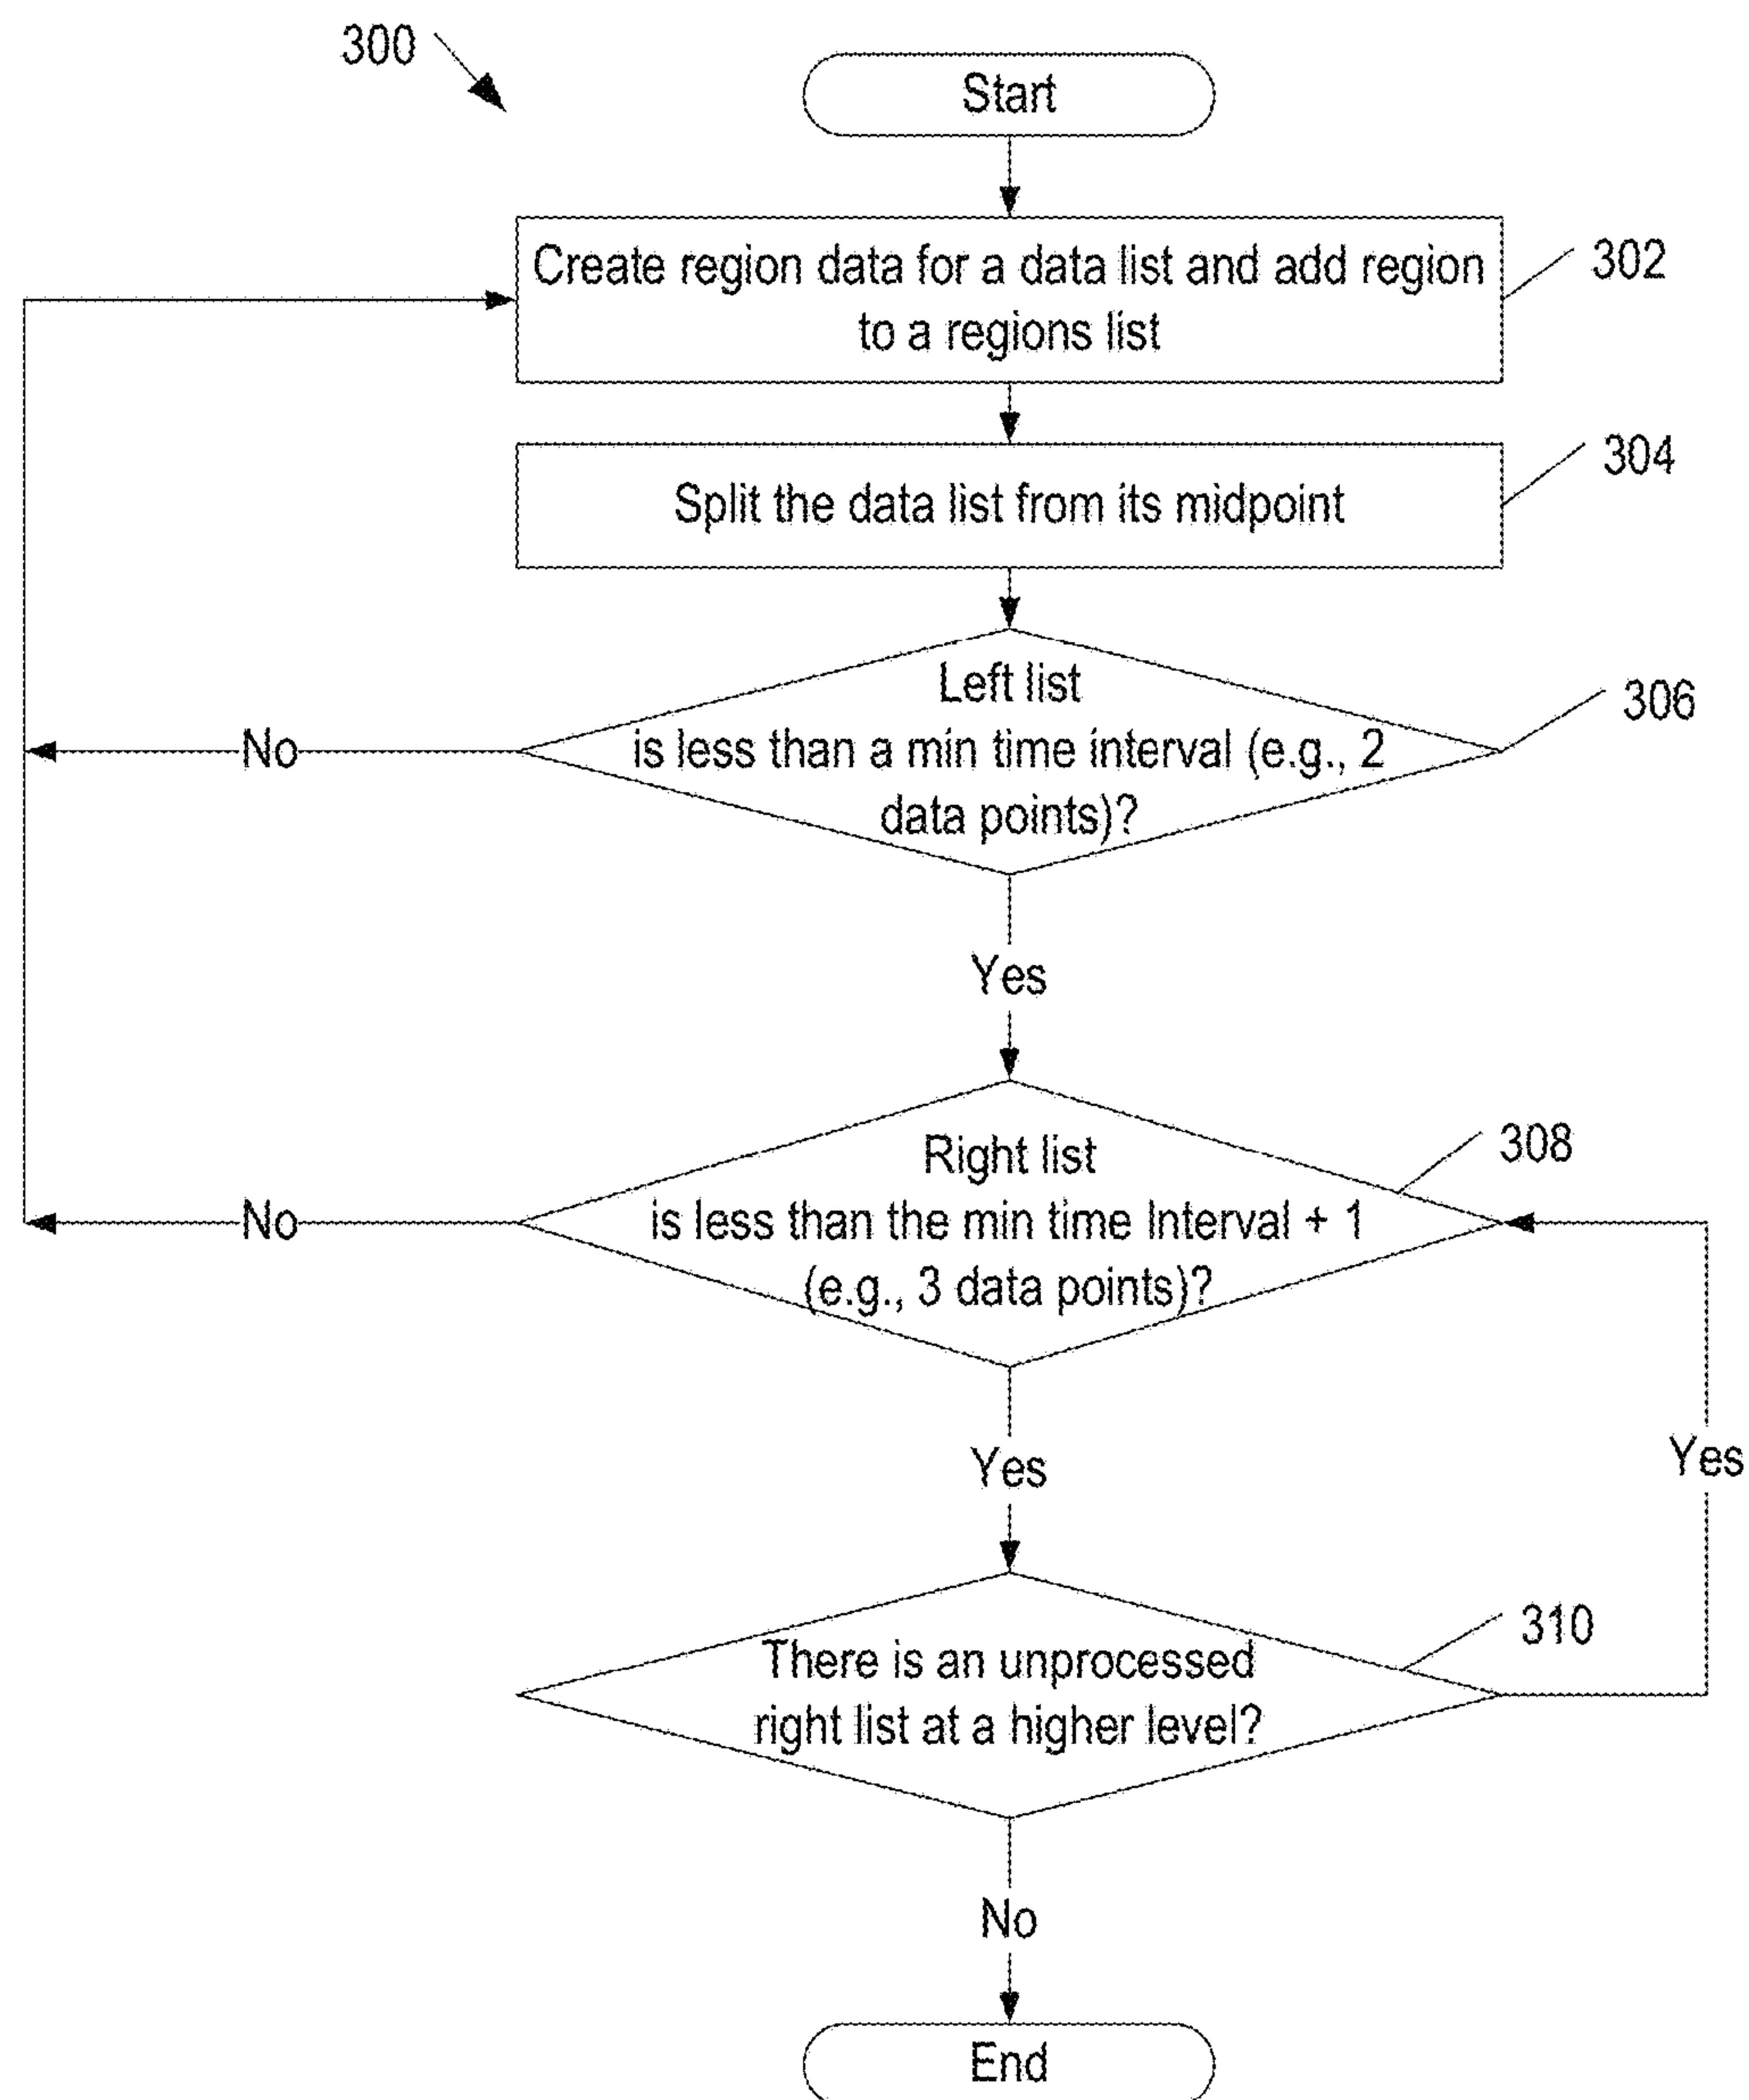 300
Start
Create region data for a data list and add region
to a regions list
302
Split the data list from its midpoint
304
Left list
is less than a min time interval (e.g., 2
data points)?
306
No
Yes
Right list
is less than the min time Interval + 1
(e.g., 3 data points)?
308
No
Yes
Yes
There is an unprocessed
right list at a higher level?
310
No
End